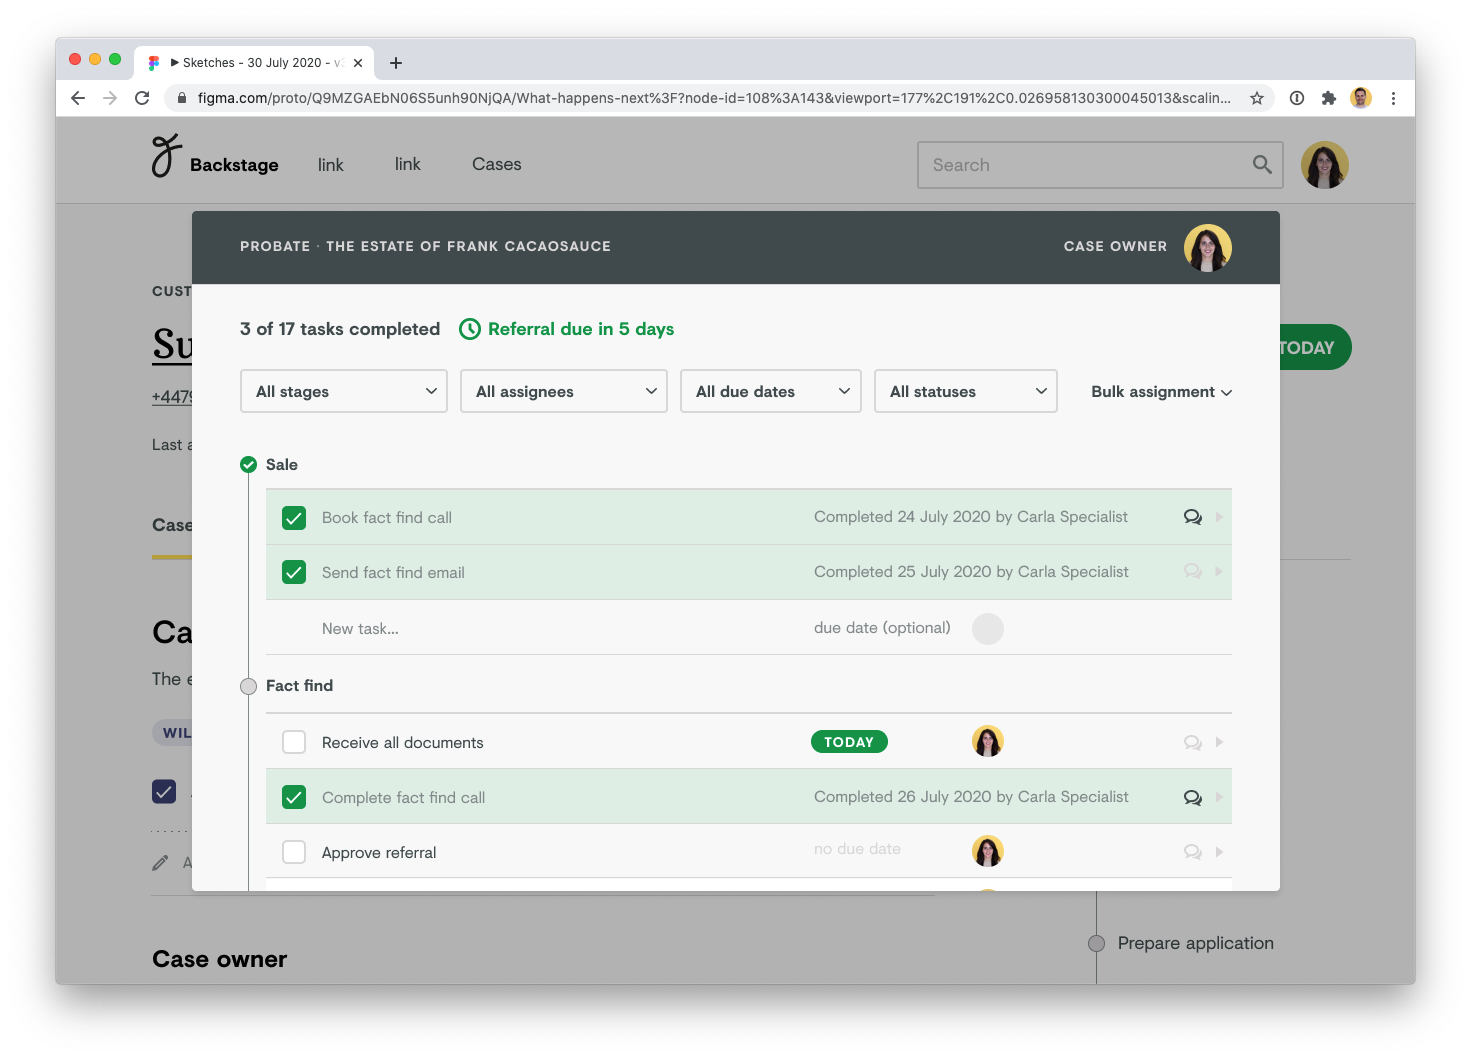 Sketches - 30 July 2020 - v
figma.com/proto/Q9MZGAEbN06S5unh90NjQA/What-happens-next%3F?node-id=108%3A143&viewport=177%2C191%2C0.026958130300045013&scalin...
Backstage link link Cases Search
PROBATE · THE ESTATE OF FRANK CACAOSAUCE CASE OWNER
CUST
3 of 17 tasks completed Referral due in 5 days
Su TODAY
All stages All assignees All due dates All statuses Bulk assignment
+447
Last a
Sale
Book fact find call Completed 24 July 2020 by Carla Specialist
Case
Send fact find email Completed 25 July 2020 by Carla Specialist
New task... due date (optional)
Ca
The e
Fact find
WIL
Receive all documents TODAY
Complete fact find call Completed 26 July 2020 by Carla Specialist
Approve referral no due date
A
Prepare application
Case owner